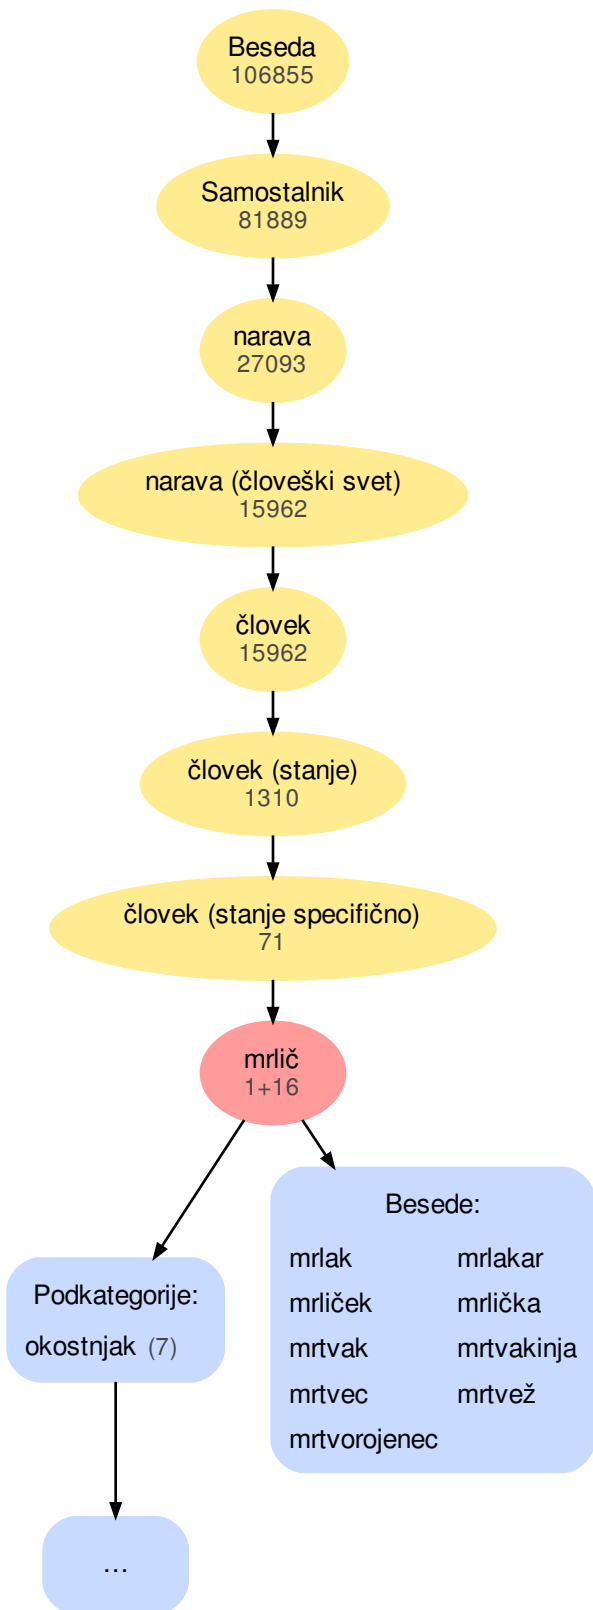 Beseda
106855
Samostalnik
81889
narava
27093
narava (človeški svet)
15962
človek
15962
človek (stanje)
1310
človek (stanje specifično)
71
mrlič
1+16
Podkategorije:
okostnjak (7)
...
Besede:
mrlak mrlakar
mrliček mrlička
mrtvak mrtvakinja
mrtvec mrtvež
mrtvorojenec